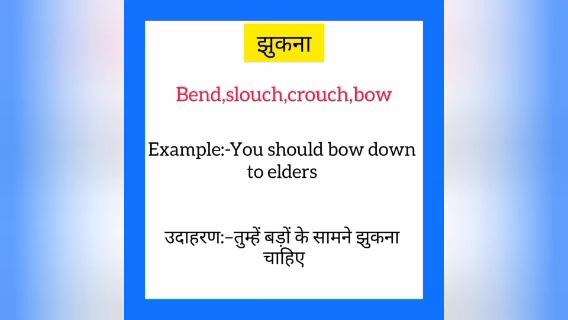 झुकना
Bend,slouch,crouch,bow
Example:-You should bow down
to elders
उदाहरण:–तुम्हें बड़ों के सामने झुकना
चाहिए